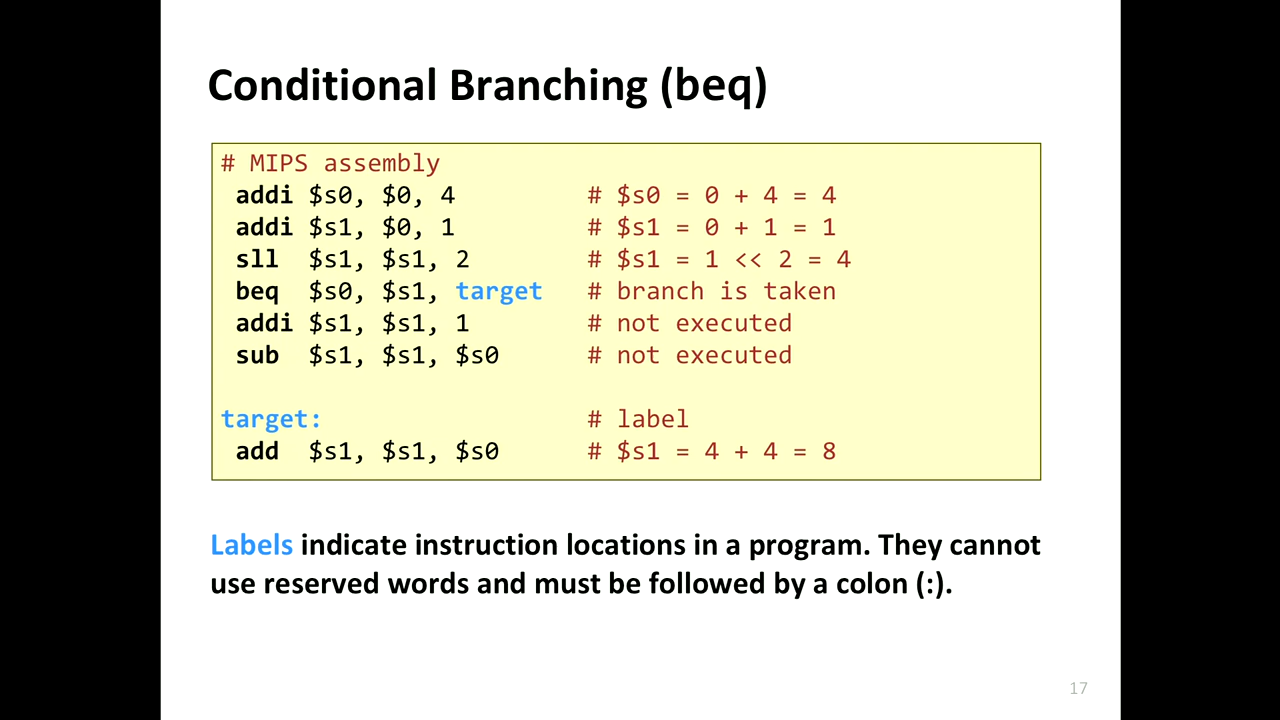 Conditional Branching (beq)
# MIPS assembly
addi $s0, $0, 4 # $s0 = 0 + 4 = 4
addi $s1, $0, 1 # $s1 = 0 + 1 = 1
sll $s1, $s1, 2 # $s1 = 1 << 2 = 4
beq $s0, $s1, target # branch is taken
addi $s1, $s1, 1 # not executed
sub $s1, $s1, $s0 # not executed
target: # label
add $s1, $s1, $s0 # $s1 = 4 + 4 = 8
Labels indicate instruction locations in a program. They cannot
use reserved words and must be followed by a colon (:).
17